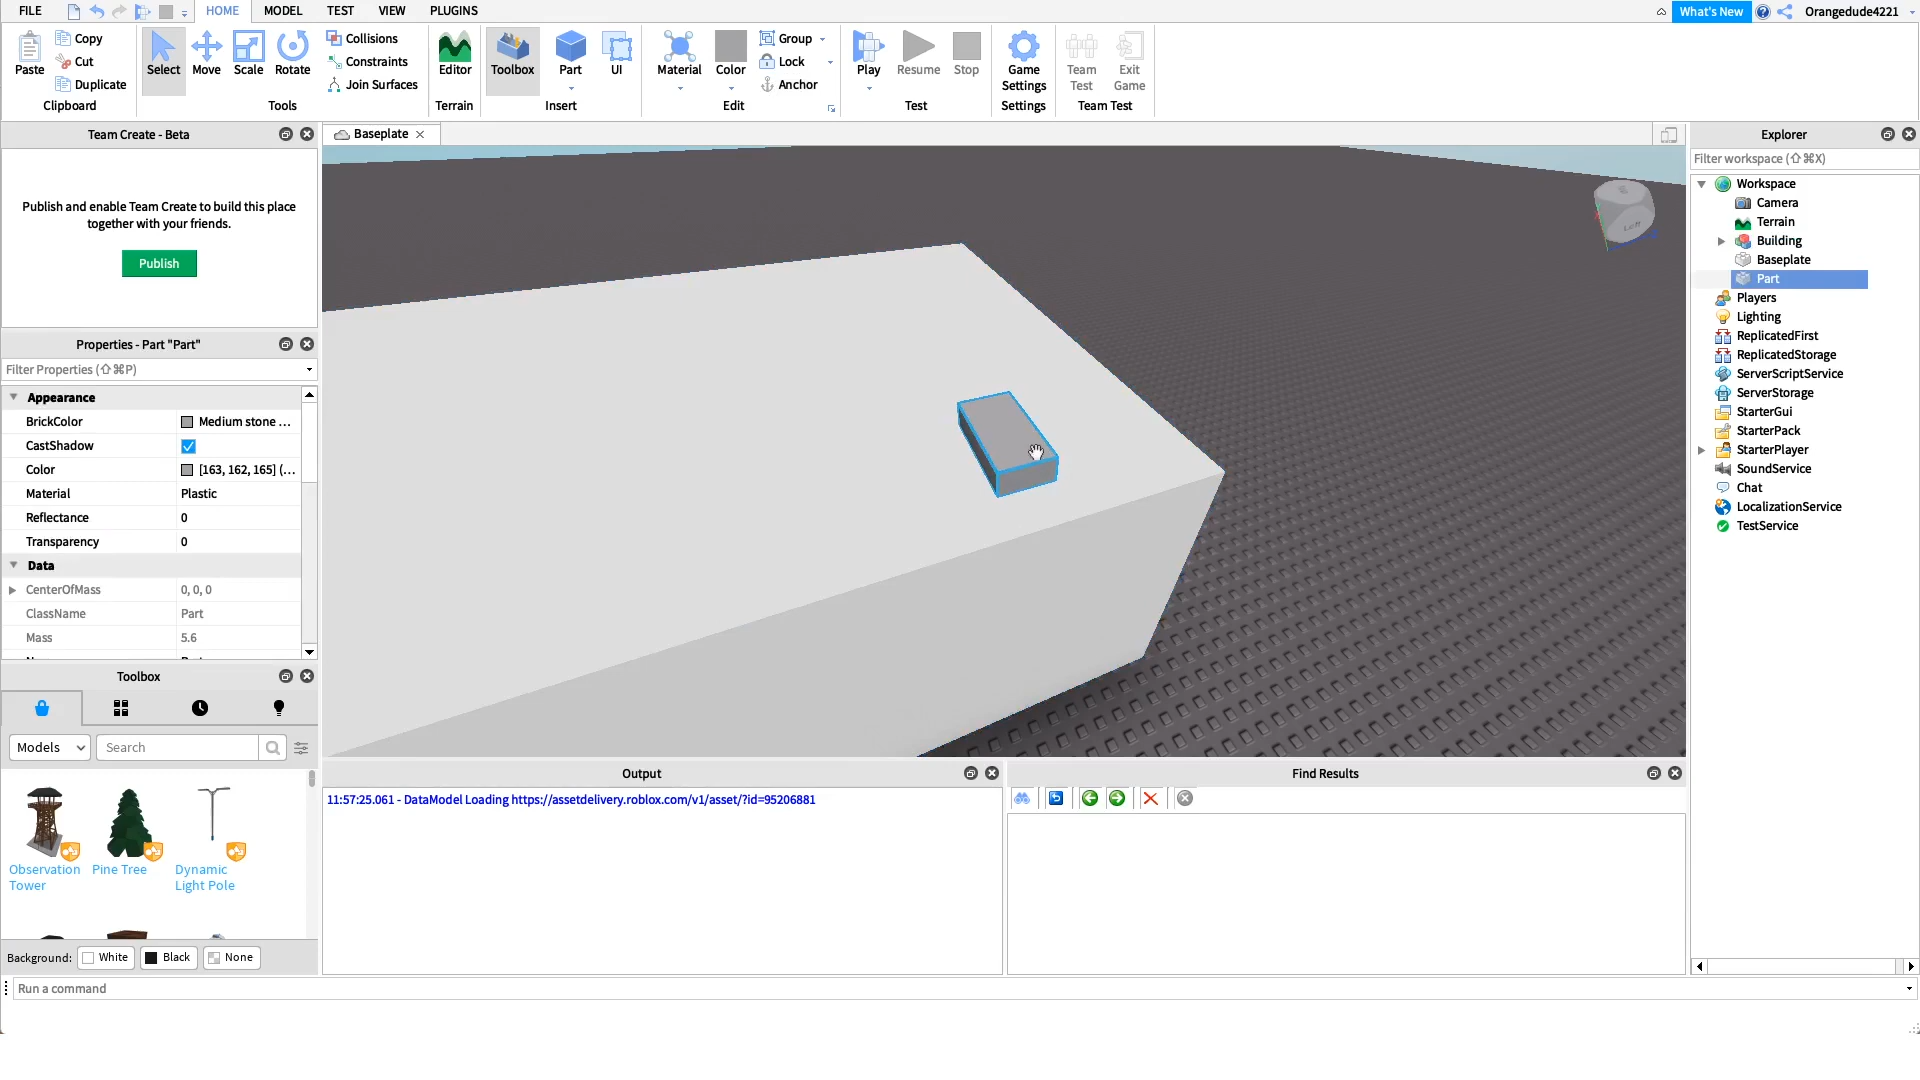 FILE HOME MODEL TEST VIEW PLUGINS What's New Orangedude4221
Paste Copy Cut Duplicate
Clipboard
Select Move Scale Rotate Collisions Constraints Join Surfaces
Tools
Editor
Terrain
Toolbox Part UI
Insert
Material Color Group Lock Anchor
Edit
Play Resume Stop
Test
Game Settings
Settings
Team Test Exit Game
Team Test
Team Create - Beta
Publish and enable Team Create to build this place
together with your friends.
Publish
Properties - Part "Part"
Filter Properties (⇧⌘P)
Appearance
BrickColor Medium stone ...
CastShadow
Color [163, 162, 165] (...
Material Plastic
Reflectance 0
Transparency 0
Data
CenterOfMass 0, 0, 0
ClassName Part
Mass 5.6
Toolbox
Models Search
Observation Tower
Pine Tree
Dynamic Light Pole
Background: White Black None
Baseplate
Left
Output
11:57:25.061 - DataModel Loading https://assetdelivery.roblox.com/v1/asset/?id=95206881
Find Results
Explorer
Filter workspace (⇧⌘X)
Workspace
Camera
Terrain
Building
Baseplate
Part
Players
Lighting
ReplicatedFirst
ReplicatedStorage
ServerScriptService
ServerStorage
StarterGui
StarterPack
StarterPlayer
SoundService
Chat
LocalizationService
TestService
Run a command